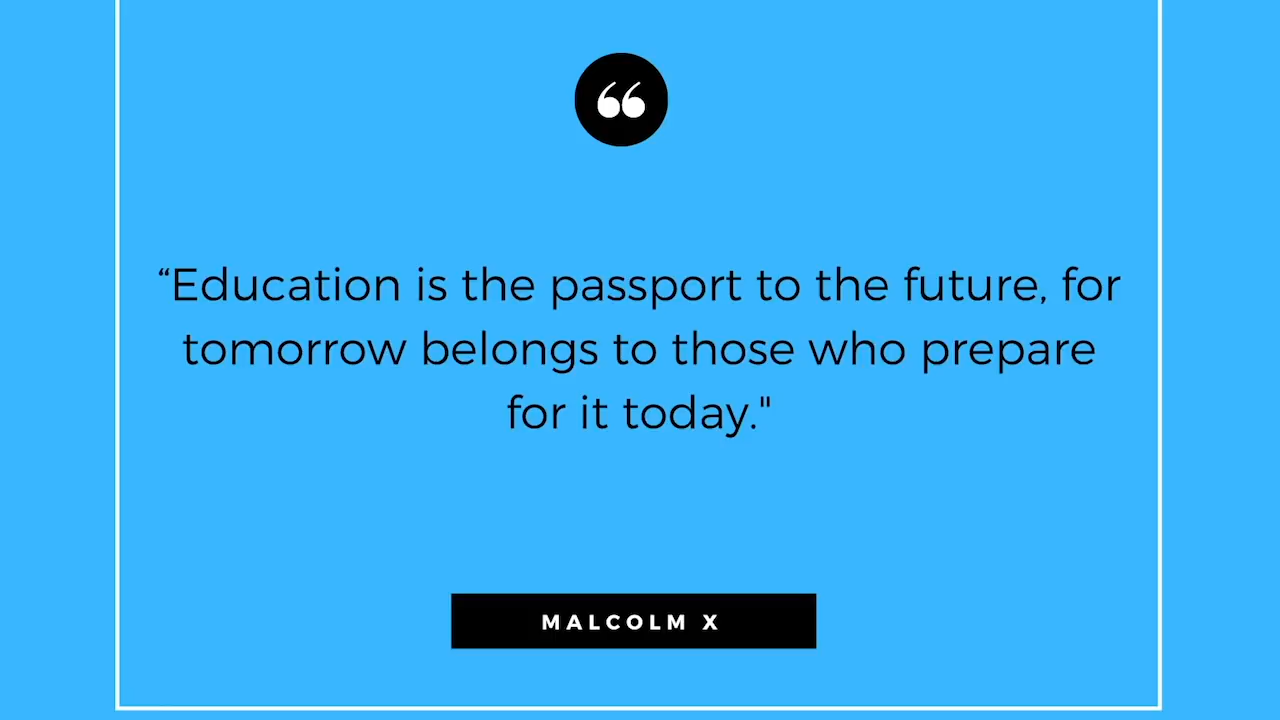 “Education is the passport to the future, for
tomorrow belongs to those who prepare
for it today."
MALCOLM X